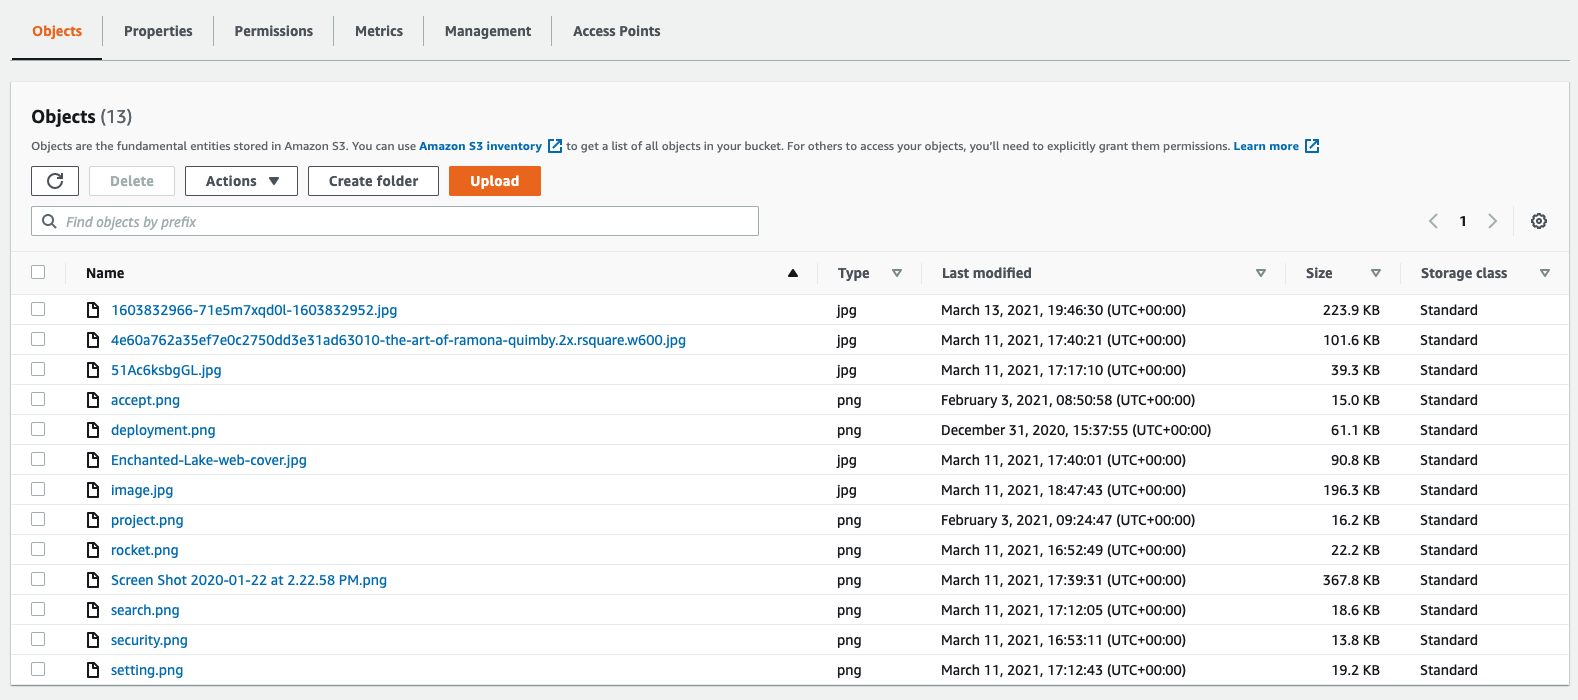 Objects Properties Permissions Metrics Management Access Points
Objects (13)
Objects are the fundamental entities stored in Amazon S3. You can use Amazon S3 inventory to get a list of all objects in your bucket. For others to access your objects, you'll need to explicitly grant them permissions. Learn more
Delete Actions Create folder Upload
Find objects by prefix 1
Name Type Last modified Size Storage class
1603832966-71e5m7xqd0l-1603832952.jpg jpg March 13, 2021, 19:46:30 (UTC+00:00) 223.9 KB Standard
4e60a762a35ef7e0c2750dd3e31ad63010-the-art-of-ramona-quimby.2x.rsquare.w600.jpg jpg March 11, 2021, 17:40:21 (UTC+00:00) 101.6 KB Standard
51Ac6ksbgGL.jpg jpg March 11, 2021, 17:17:10 (UTC+00:00) 39.3 KB Standard
accept.png png February 3, 2021, 08:50:58 (UTC+00:00) 15.0 KB Standard
deployment.png png December 31, 2020, 15:37:55 (UTC+00:00) 61.1 KB Standard
Enchanted-Lake-web-cover.jpg jpg March 11, 2021, 17:40:01 (UTC+00:00) 90.8 KB Standard
image.jpg jpg March 11, 2021, 18:47:43 (UTC+00:00) 196.3 KB Standard
project.png png February 3, 2021, 09:24:47 (UTC+00:00) 16.2 KB Standard
rocket.png png March 11, 2021, 16:52:49 (UTC+00:00) 22.2 KB Standard
Screen Shot 2020-01-22 at 2.22.58 PM.png png March 11, 2021, 17:39:31 (UTC+00:00) 367.8 KB Standard
search.png png March 11, 2021, 17:12:05 (UTC+00:00) 18.6 KB Standard
security.png png March 11, 2021, 16:53:11 (UTC+00:00) 13.8 KB Standard
setting.png png March 11, 2021, 17:12:43 (UTC+00:00) 19.2 KB Standard